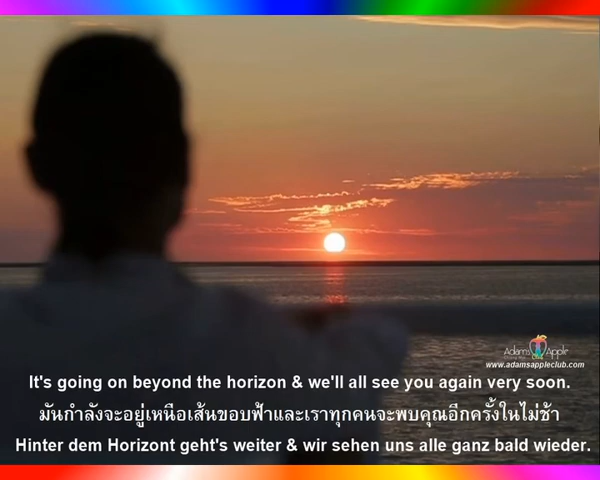 Adams Apple
www.adamsappleclub.com
It's going on beyond the horizon & we'll all see you again very soon.
มันกำลังจะอยู่เหนือเส้นขอบฟ้าและเราทุกคนจะพบคุณอีกครั้งในไม่ช้า
Hinter dem Horizont geht's weiter & wir sehen uns alle ganz bald wieder.